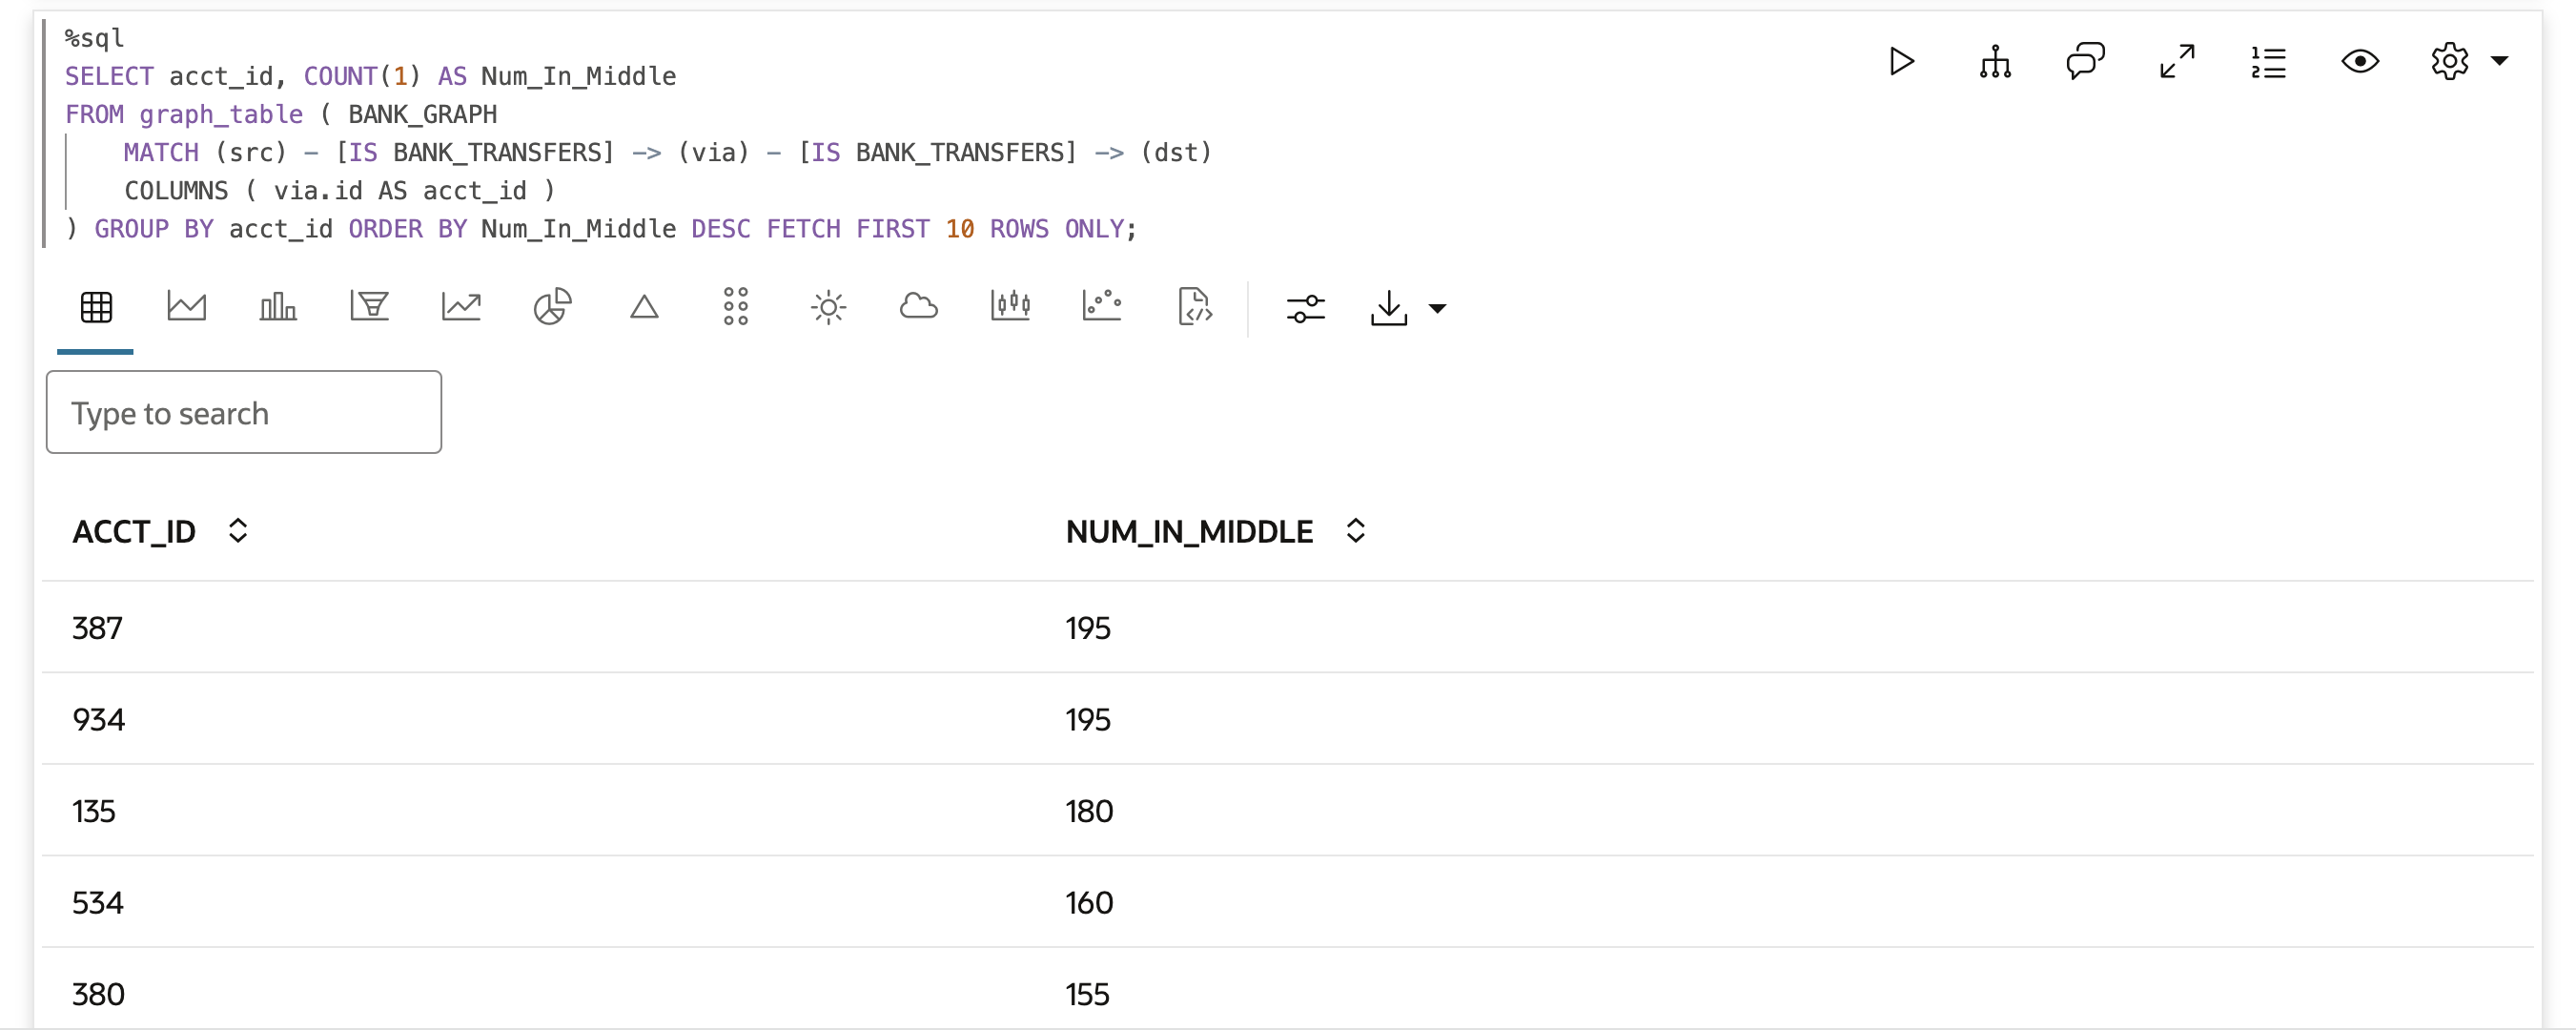 %sql
SELECT acct_id, COUNT(1) AS Num_In_Middle
FROM graph_table ( BANK_GRAPH
MATCH (src) - [IS BANK_TRANSFERS] -> (via) - [IS BANK_TRANSFERS] -> (dst)
COLUMNS ( via.id AS acct_id )
) GROUP BY acct_id ORDER BY Num_In_Middle DESC FETCH FIRST 10 ROWS ONLY;
Type to search
ACCT_ID NUM_IN_MIDDLE
387 195
934 195
135 180
534 160
380 155